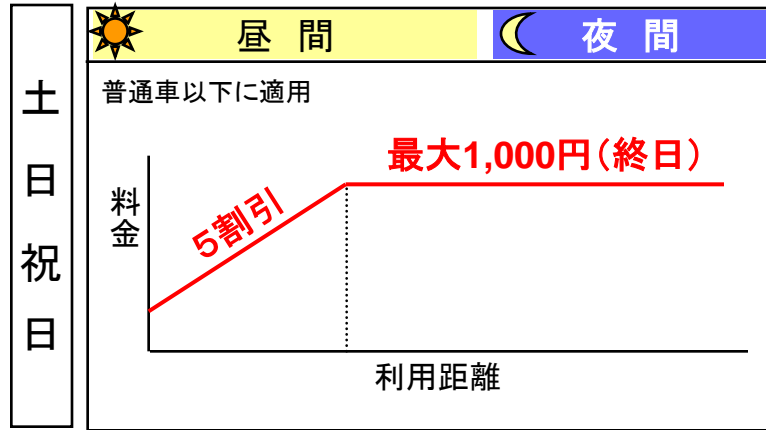 土日祝日
昼 間
夜 間
普通車以下に適用
最大1,000円（終日）
料金
5割引
利用距離